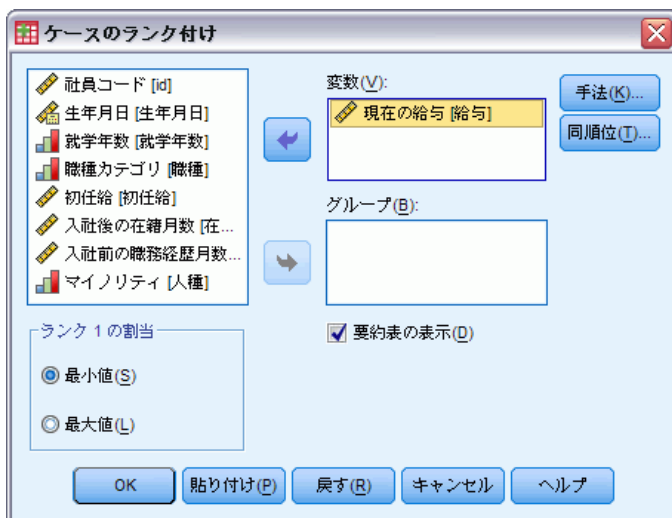 ケースのランク付け
社員コード [id]
生年月日 [生年月日]
就学年数 [就学年数]
職種カテゴリ [職種]
初任給 [初任給]
入社後の在籍月数 [在...
入社前の職務経歴月数...
マイノリティ [人種]
変数(V):
現在の給与 [給与]
手法(K)...
同順位(T)...
グループ(B):
ランク 1 の割当
最小値(S)
最大値(L)
要約表の表示(D)
OK
貼り付け(P)
戻す(R)
キャンセル
ヘルプ